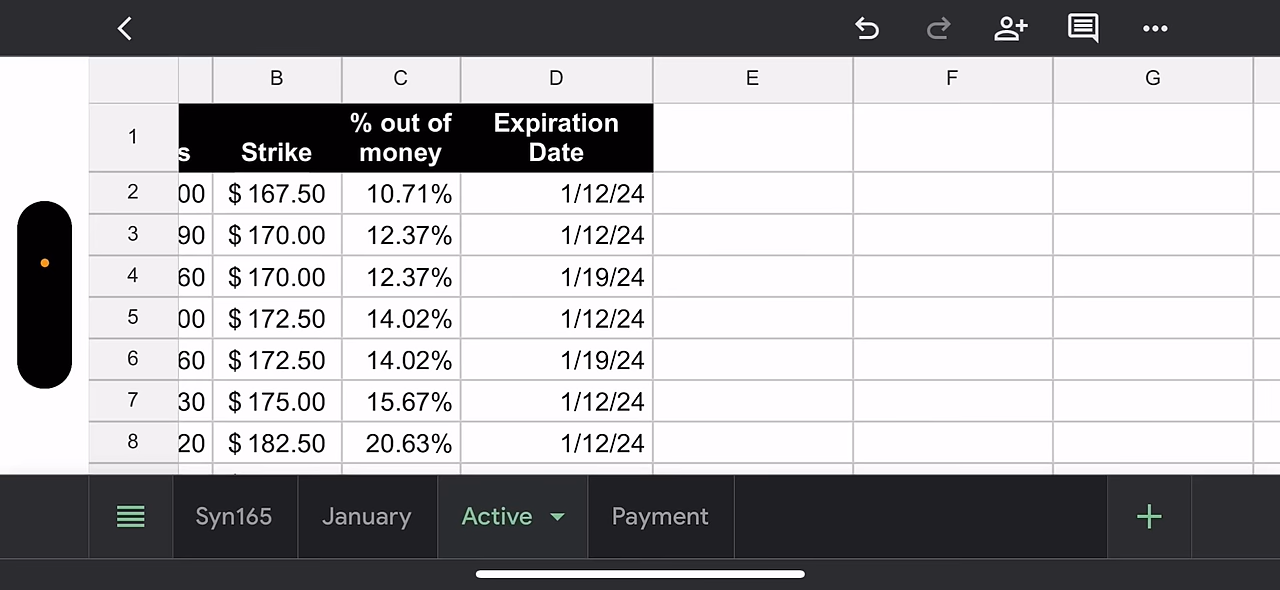 B C D E F G
1 s Strike % out of money Expiration Date
2 00 $ 167.50 10.71% 1/12/24
3 90 $ 170.00 12.37% 1/12/24
4 60 $ 170.00 12.37% 1/19/24
5 00 $ 172.50 14.02% 1/12/24
6 60 $ 172.50 14.02% 1/19/24
7 30 $ 175.00 15.67% 1/12/24
8 20 $ 182.50 20.63% 1/12/24
Syn165 January Active Payment